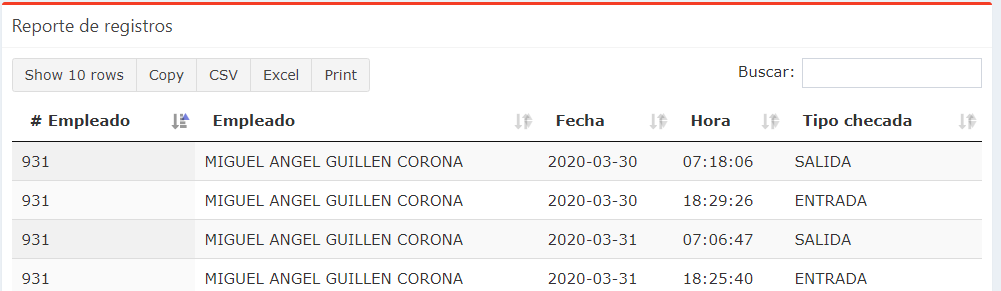 Reporte de registros
Show 10 rows Copy CSV Excel Print Buscar:
# Empleado Empleado Fecha Hora Tipo checada
931 MIGUEL ANGEL GUILLEN CORONA 2020-03-30 07:18:06 SALIDA
931 MIGUEL ANGEL GUILLEN CORONA 2020-03-30 18:29:26 ENTRADA
931 MIGUEL ANGEL GUILLEN CORONA 2020-03-31 07:06:47 SALIDA
931 MIGUEL ANGEL GUILLEN CORONA 2020-03-31 18:25:40 ENTRADA